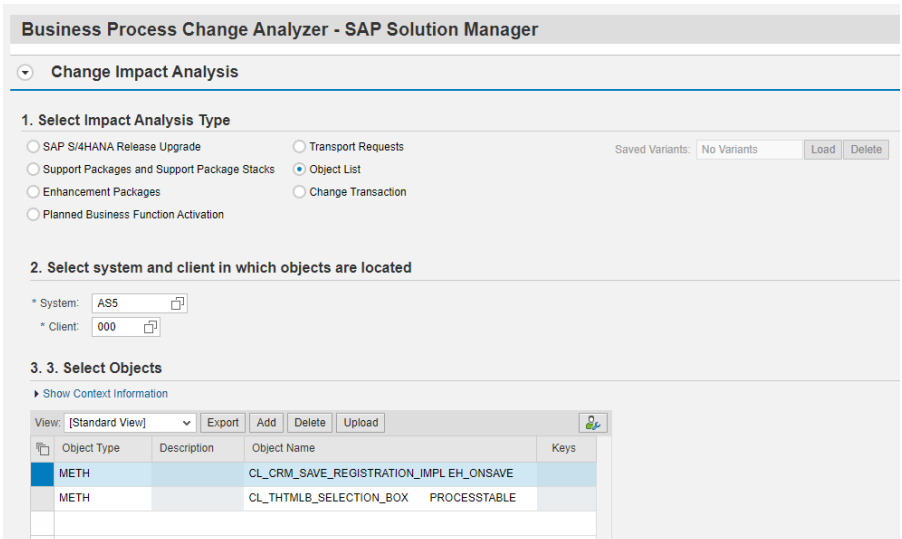 Business Process Change Analyzer - SAP Solution Manager
Change Impact Analysis
1. Select Impact Analysis Type
SAP S/4HANA Release Upgrade
Transport Requests
Saved Variants: No Variants Load Delete
Support Packages and Support Package Stacks
Object List
Enhancement Packages
Change Transaction
Planned Business Function Activation
2. Select system and client in which objects are located
* System: AS5
* Client: 000
3. 3. Select Objects
Show Context Information
View: [Standard View] Export Add Delete Upload
Object Type Description Object Name Keys
METH CL_CRM_SAVE_REGISTRATION_IMPL EH_ONSAVE
METH CL_THTMLB_SELECTION_BOX PROCESSTABLE